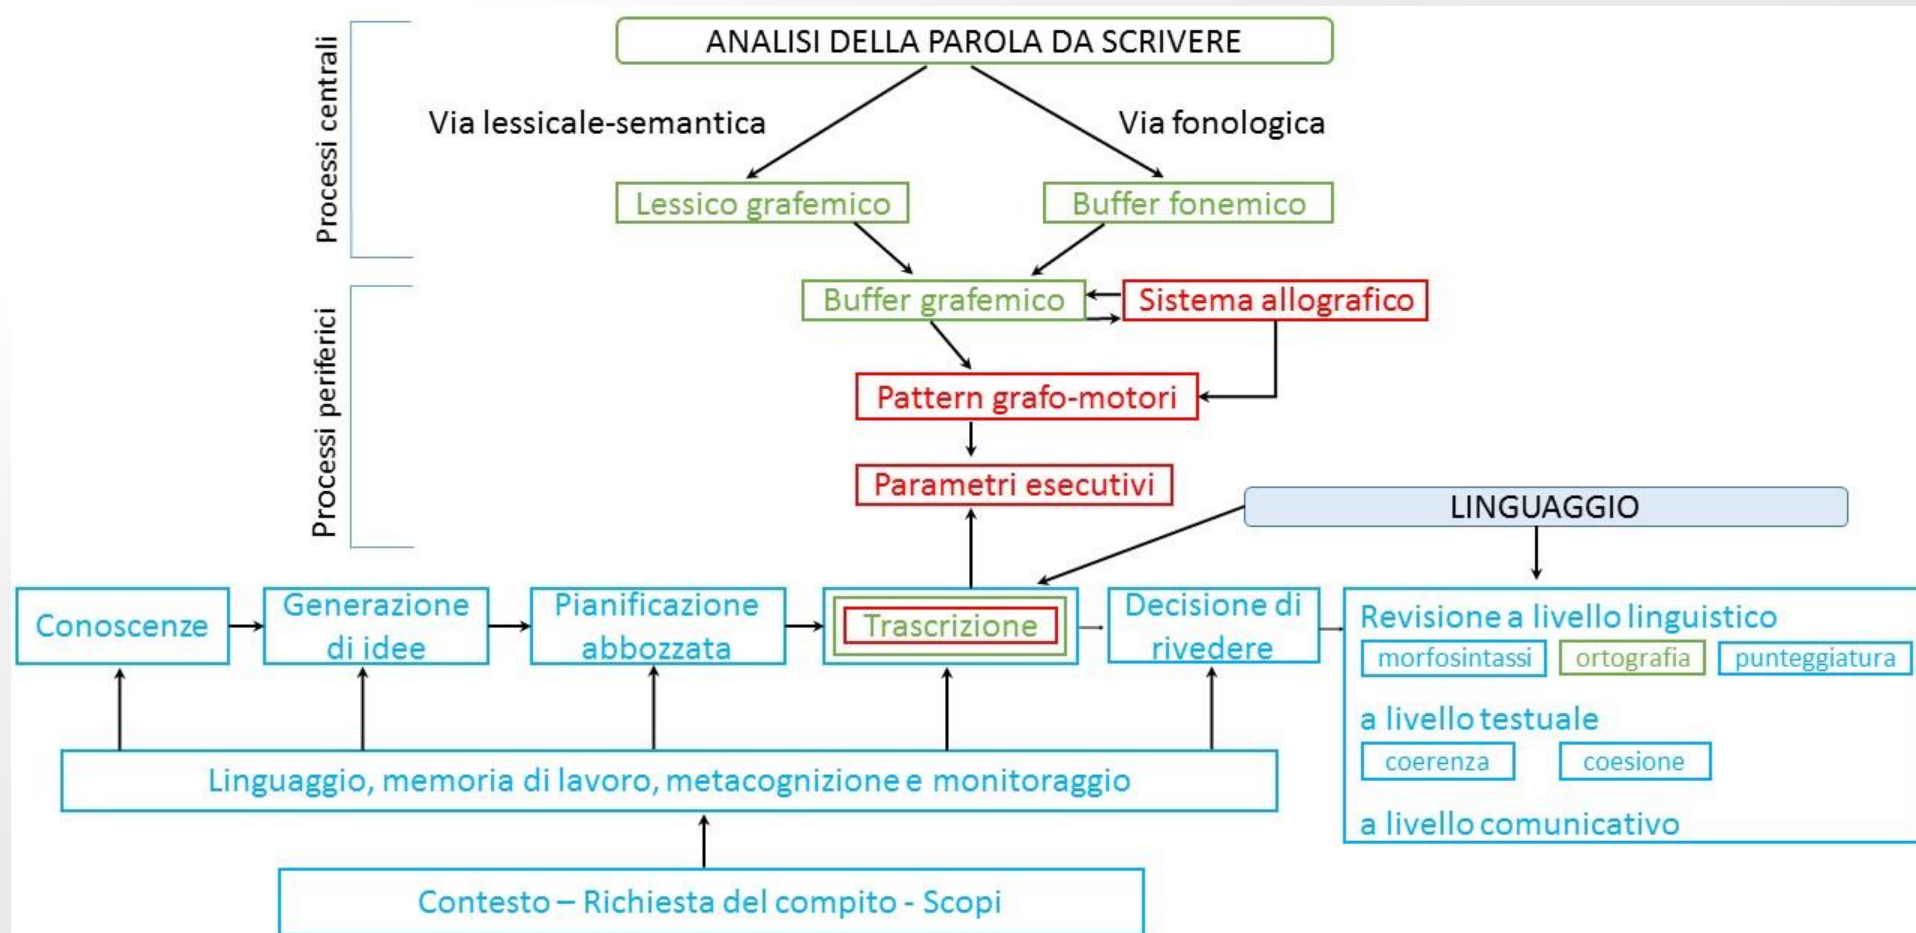 ANALISI DELLA PAROLA DA SCRIVERE
Processi centrali
Via lessicale-semantica
Via fonologica
Lessico grafemico
Buffer fonemico
Processi periferici
Buffer grafemico
Sistema allografico
Pattern grafo-motori
Parametri esecutivi
LINGUAGGIO
Conoscenze
Generazione
di idee
Pianificazione
abbozzata
Trascrizione
Decisione di
rivedere
Revisione a livello linguistico
morfosintassi
ortografia
punteggiatura
a livello testuale
coerenza
coesione
a livello comunicativo
Linguaggio, memoria di lavoro, metacognizione e monitoraggio
Contesto – Richiesta del compito - Scopi